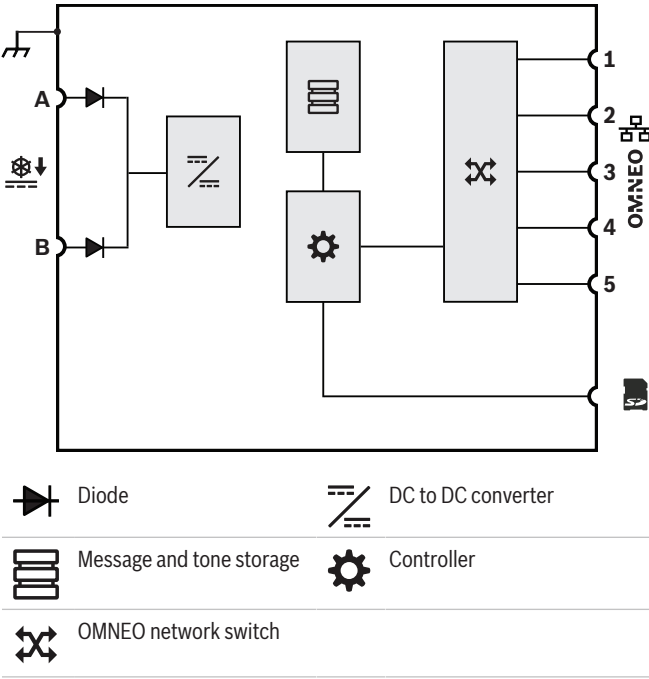 1
A
2
3
OMNEO
4
B
5
SD
Diode
DC to DC converter
Message and tone storage
Controller
OMNEO network switch